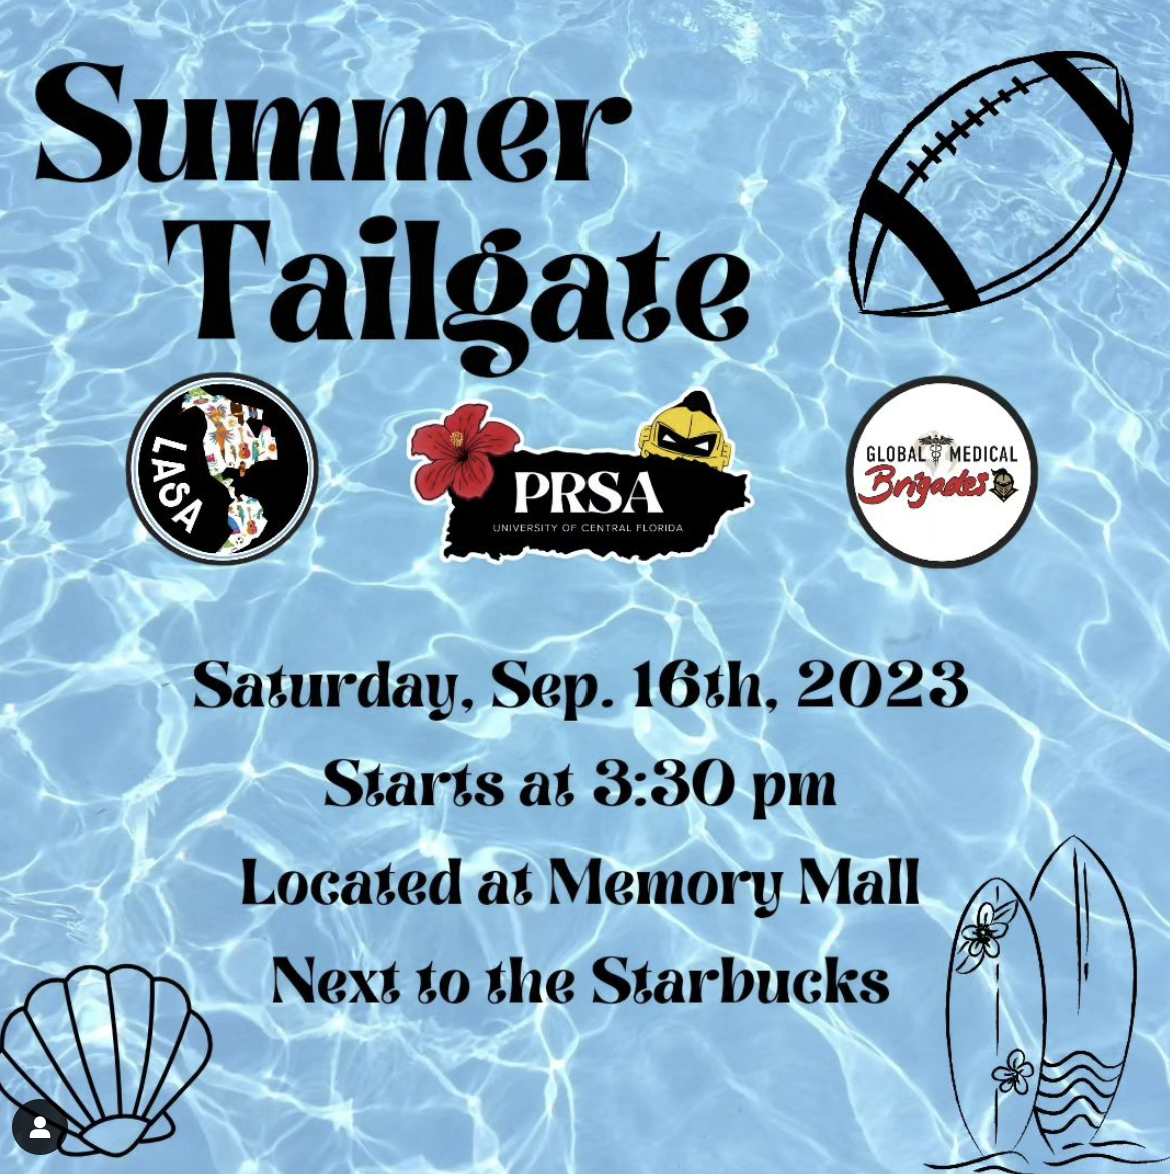 Summer
Tailgate
LASA
PRSA
UNIVERSITY OF CENTRAL FLORIDA
GLOBAL MEDICAL
Brigades
Saturday, Sep. 16th, 2023
Starts at 3:30 pm
Located at Memory Mall
Next to the Starbucks